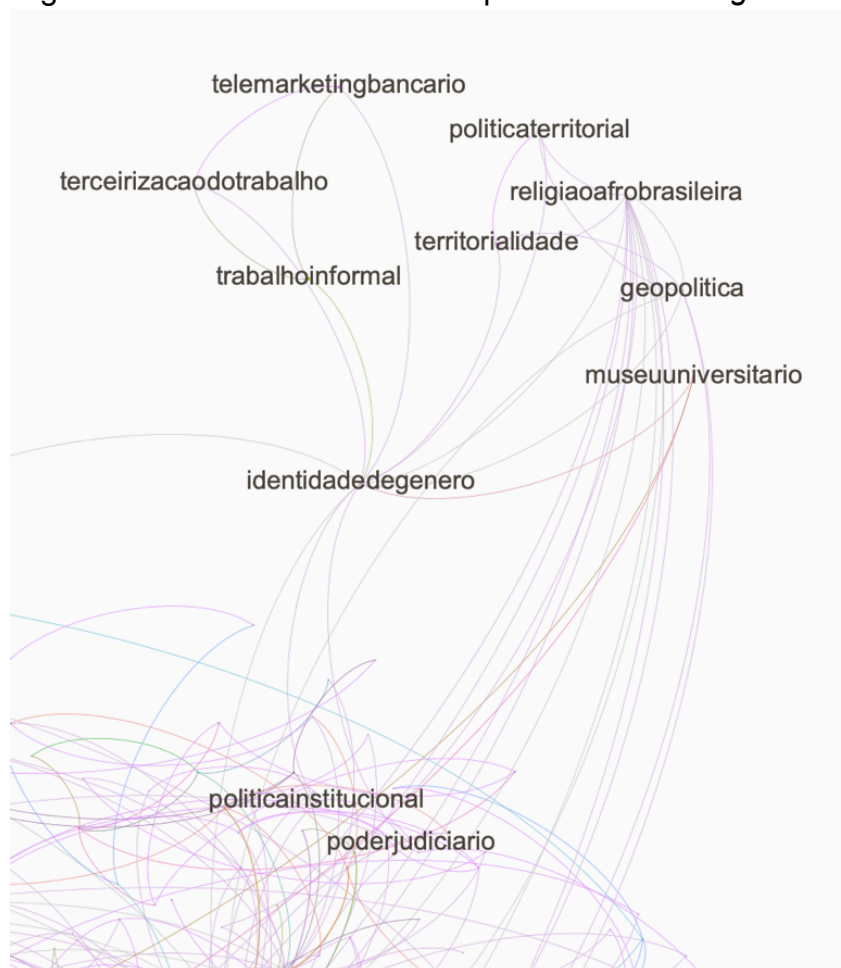 telemarketingbancario
politicaterritorial
terceirizacaodotrabalho
religiaoafrobrasileira
territorialidade
trabalhoinformal
geopolitica
museuuniversitario
identidadedegenero
politicainstitucional
poderjudiciario